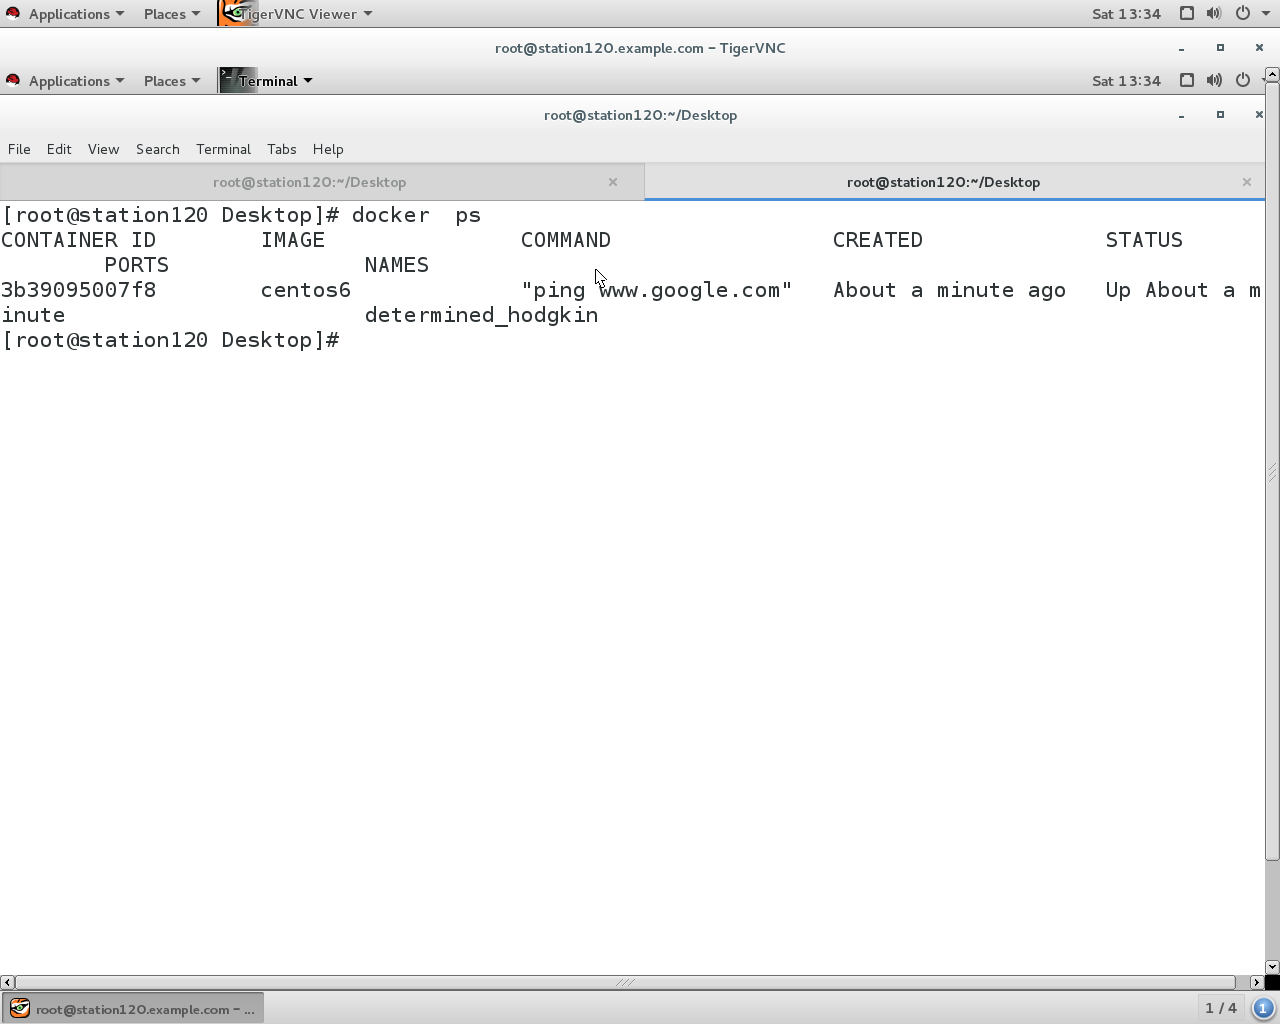 Applications Places TigerVNC Viewer Sat 13:34
root@station120.example.com – TigerVNC
Applications Places Terminal Sat 13:34
root@station120:~/Desktop
File Edit View Search Terminal Tabs Help
root@station120:~/Desktop × root@station120:~/Desktop ×
[root@station120 Desktop]# docker  ps
CONTAINER ID        IMAGE               COMMAND                 CREATED              STATUS
        PORTS               NAMES
3b39095007f8        centos6             "ping www.google.com"   About a minute ago   Up About a m
inute                       determined_hodgkin
[root@station120 Desktop]#
root@station120.example.com – ... 1 / 4 1